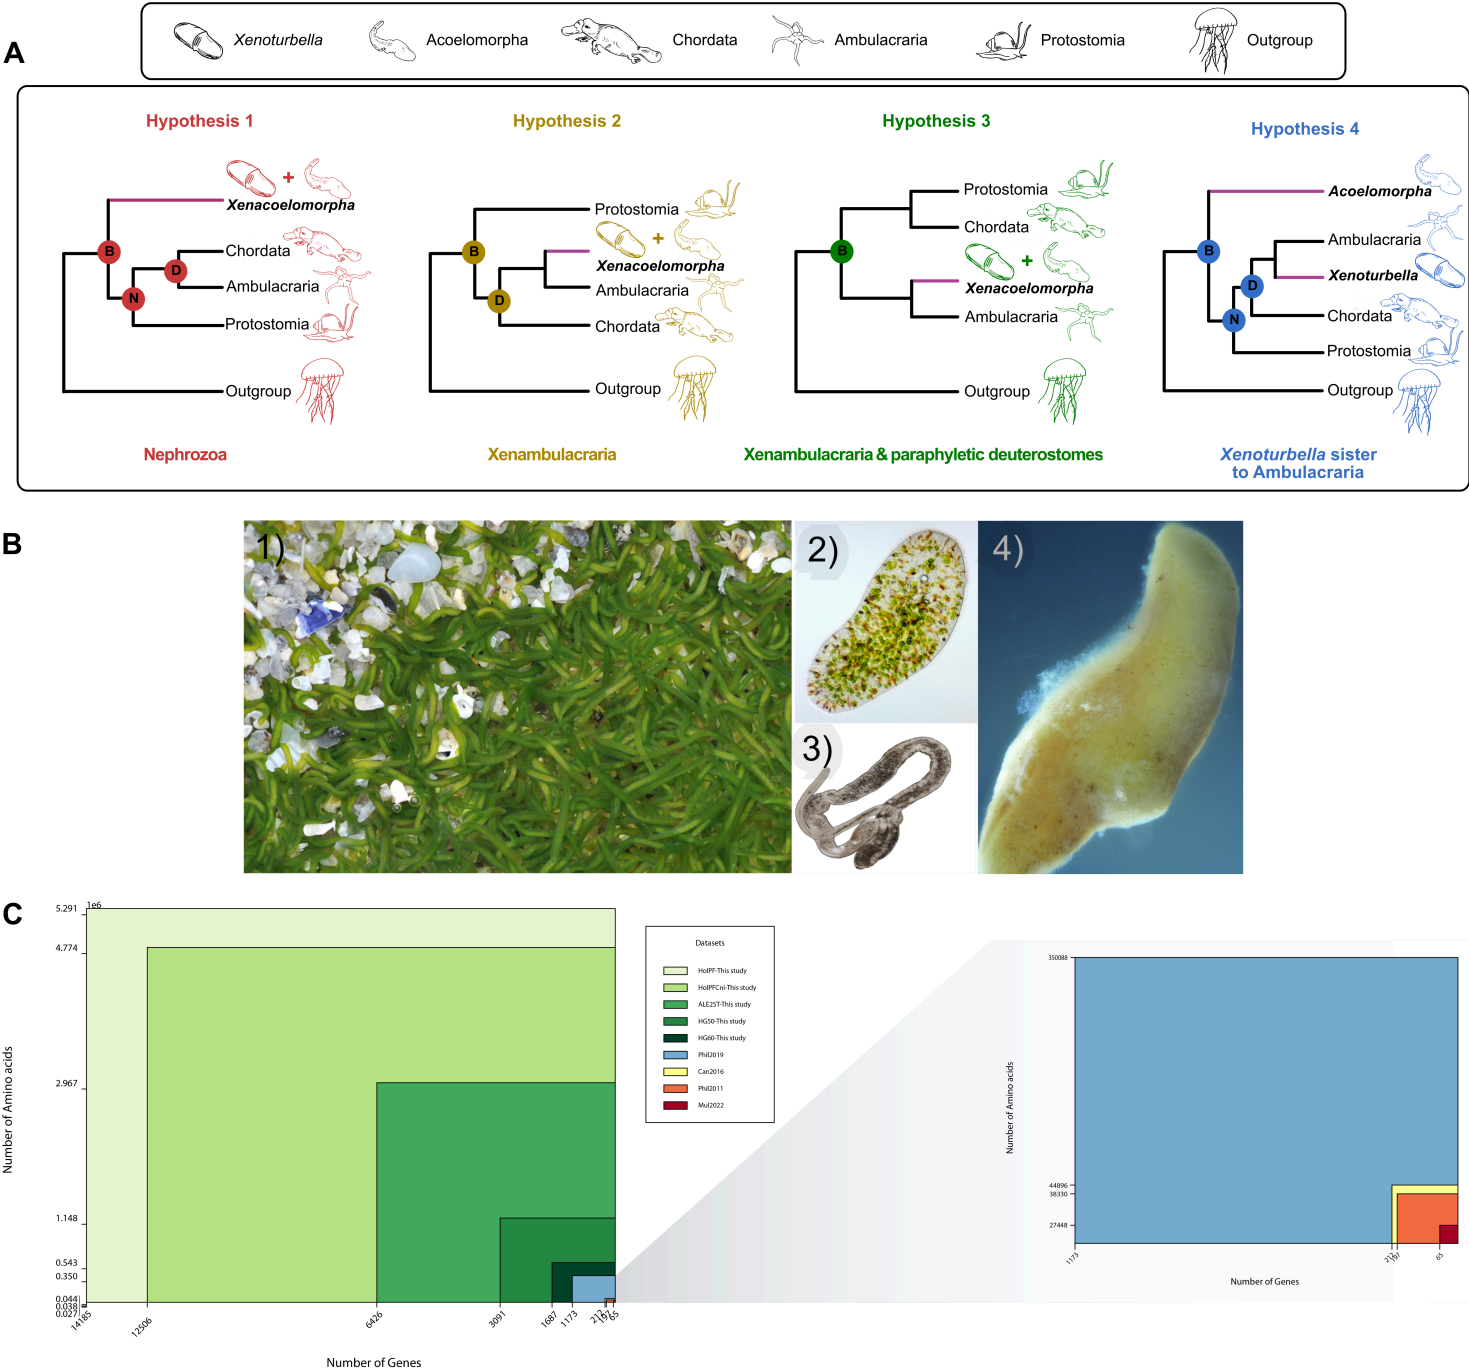 A
Xenoturbella
Acoelomorpha
Chordata
Ambulacraria
Protostomia
Outgroup
Hypothesis 1
+
Xenacoelomorpha
B
Chordata
D
Ambulacraria
N
Protostomia
Outgroup
Nephrozoa
Hypothesis 2
Protostomia
+
B
Xenacoelomorpha
Ambulacraria
D
Chordata
Outgroup
Xenambulacraria
Hypothesis 3
Protostomia
Chordata
B
+
Xenacoelomorpha
Ambulacraria
Outgroup
Xenambulacraria & paraphyletic deuterostomes
Hypothesis 4
Acoelomorpha
Ambulacraria
B
Xenoturbella
D
Chordata
N
Protostomia
Outgroup
Xenoturbella sister
to Ambulacraria
B
1)
2)
3)
4)
C
1e6
5.291
4.774
2.967
1.148
0.543
0.350
0.044
0.038
0.027
Number of Amino acids
14185
12506
6426
3091
1687
1173
212
197
65
Number of Genes
Datasets
HolPF-This study
HolPFCni-This study
ALE25T-This study
HG50-This study
HG60-This study
Phil2019
Can2016
Phil2011
Mul2022
350088
44896
38330
27448
Number of Amino acids
1173
212
197
65
Number of Genes